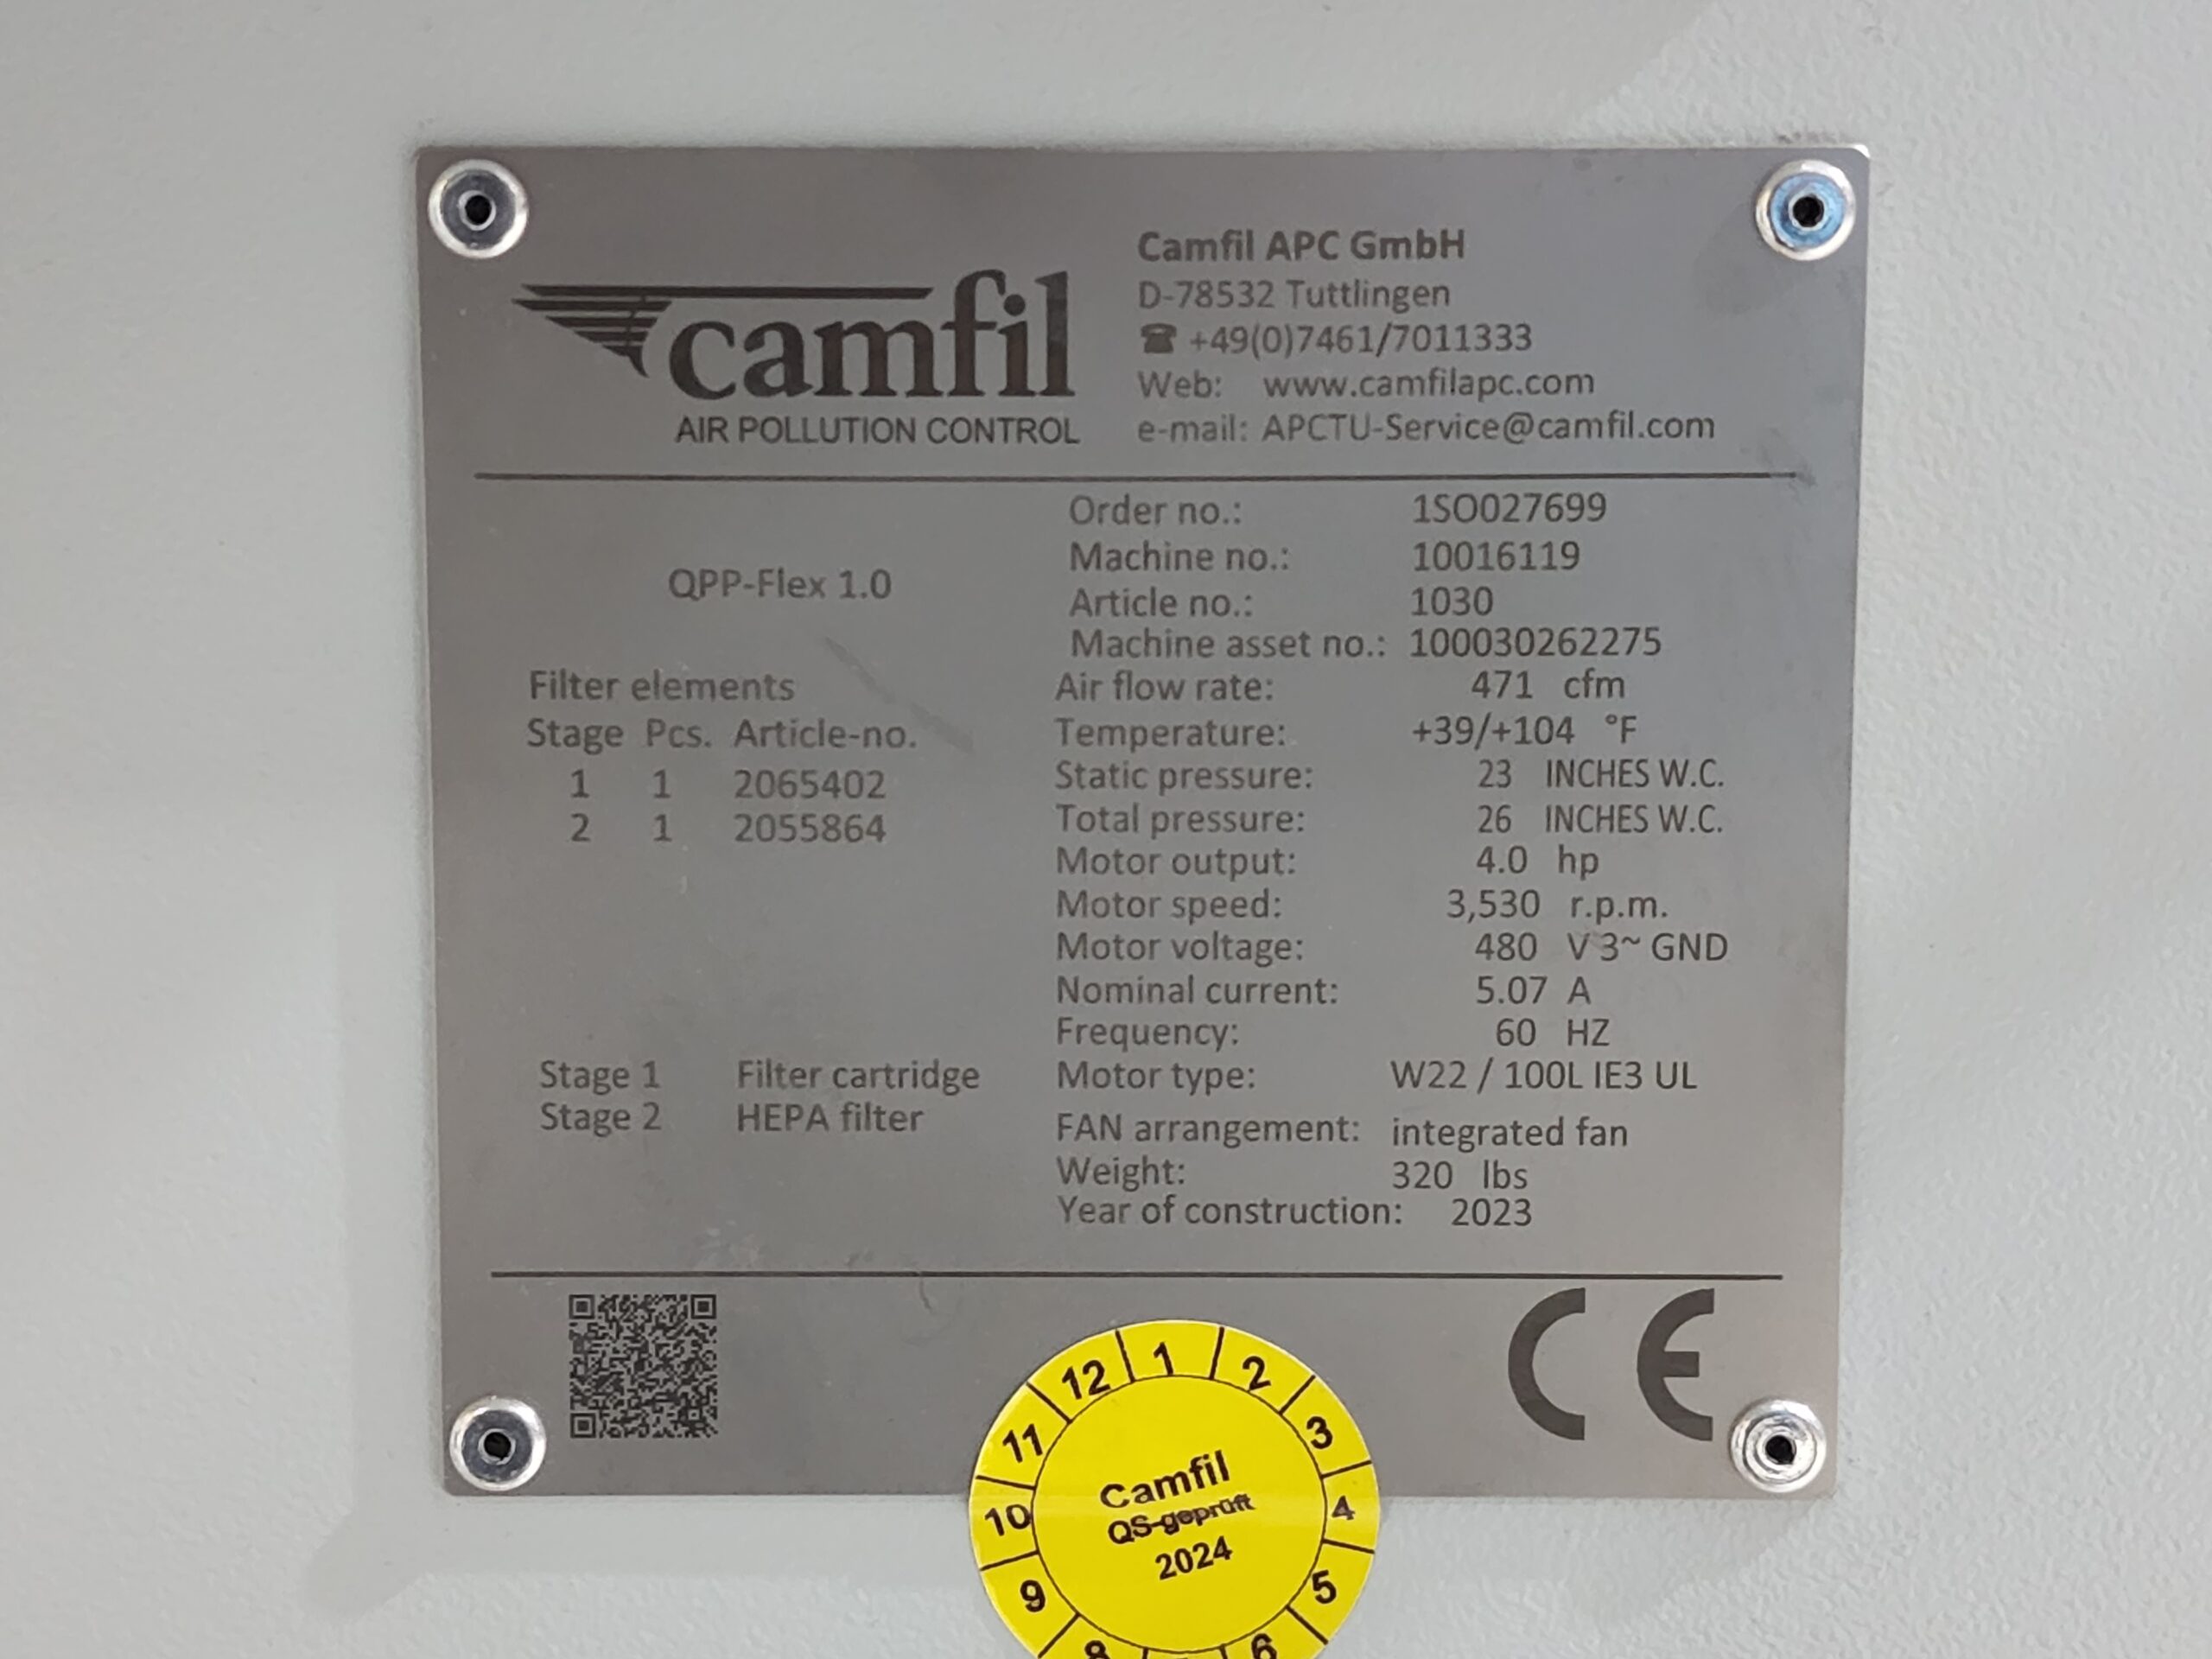 camfil
AIR POLLUTION CONTROL
Camfil APC GmbH
D-78532 Tuttlingen
☎ +49(0)7461/7011333
Web: www.camfilapc.com
e-mail: APCTU-Service@camfil.com
QPP-Flex 1.0
Filter elements
Stage Pcs. Article-no.
1 1 2065402
2 1 2055864
Stage 1 Filter cartridge
Stage 2 HEPA filter
Order no.: 1SO027699
Machine no.: 10016119
Article no.: 1030
Machine asset no.: 100030262275
Air flow rate: 471 cfm
Temperature: +39/+104 °F
Static pressure: 23 INCHES W.C.
Total pressure: 26 INCHES W.C.
Motor output: 4.0 hp
Motor speed: 3,530 r.p.m.
Motor voltage: 480 V 3~ GND
Nominal current: 5.07 A
Frequency: 60 HZ
Motor type: W22 / 100L IE3 UL
FAN arrangement: integrated fan
Weight: 320 lbs
Year of construction: 2023
CE
12 1 2 3 4 5 6 8 9 10 11
Camfil
QS-geprüft
2024